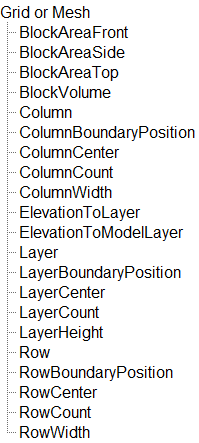 Grid or Mesh
BlockAreaFront
BlockAreaSide
BlockAreaTop
BlockVolume
Column
ColumnBoundaryPosition
ColumnCenter
ColumnCount
ColumnWidth
ElevationToLayer
ElevationToModelLayer
Layer
LayerBoundaryPosition
LayerCenter
LayerCount
LayerHeight
Row
RowBoundaryPosition
RowCenter
RowCount
RowWidth